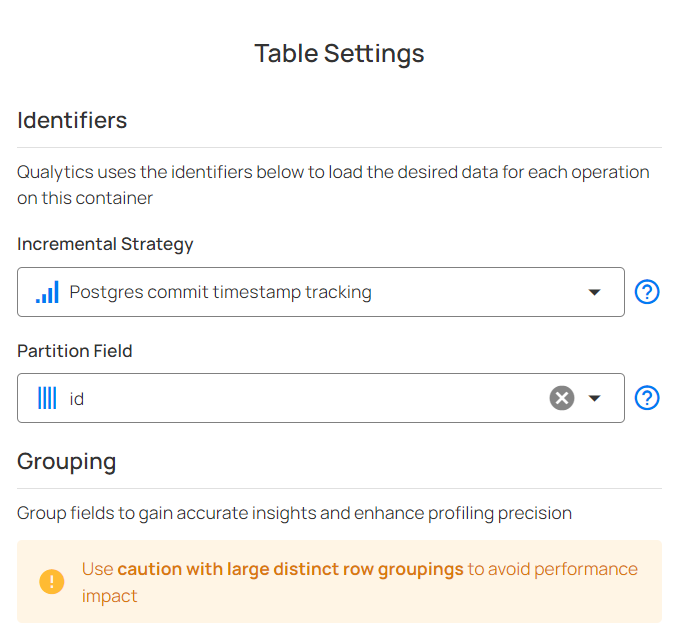 Table Settings
Identifiers
Qualytics uses the identifiers below to load the desired data for each operation
on this container
Incremental Strategy
Postgres commit timestamp tracking
Partition Field
id
Grouping
Group fields to gain accurate insights and enhance profiling precision
Use caution with large distinct row groupings to avoid performance
impact